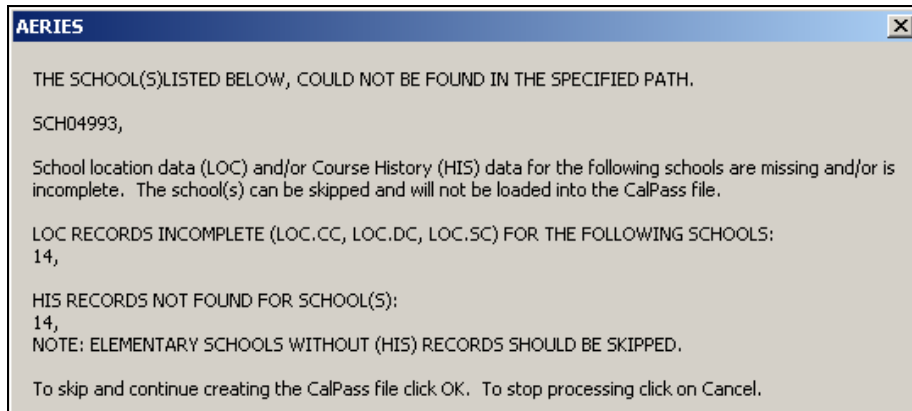 AERIES
THE SCHOOL(S)LISTED BELOW, COULD NOT BE FOUND IN THE SPECIFIED PATH.
SCH04993,
School location data (LOC) and/or Course History (HIS) data for the following schools are missing and/or is
incomplete. The school(s) can be skipped and will not be loaded into the CalPass file.
LOC RECORDS INCOMPLETE (LOC.CC, LOC.DC, LOC.SC) FOR THE FOLLOWING SCHOOLS:
14,
HIS RECORDS NOT FOUND FOR SCHOOL(S):
14,
NOTE: ELEMENTARY SCHOOLS WITHOUT (HIS) RECORDS SHOULD BE SKIPPED.
To skip and continue creating the CalPass file click OK. To stop processing click on Cancel.